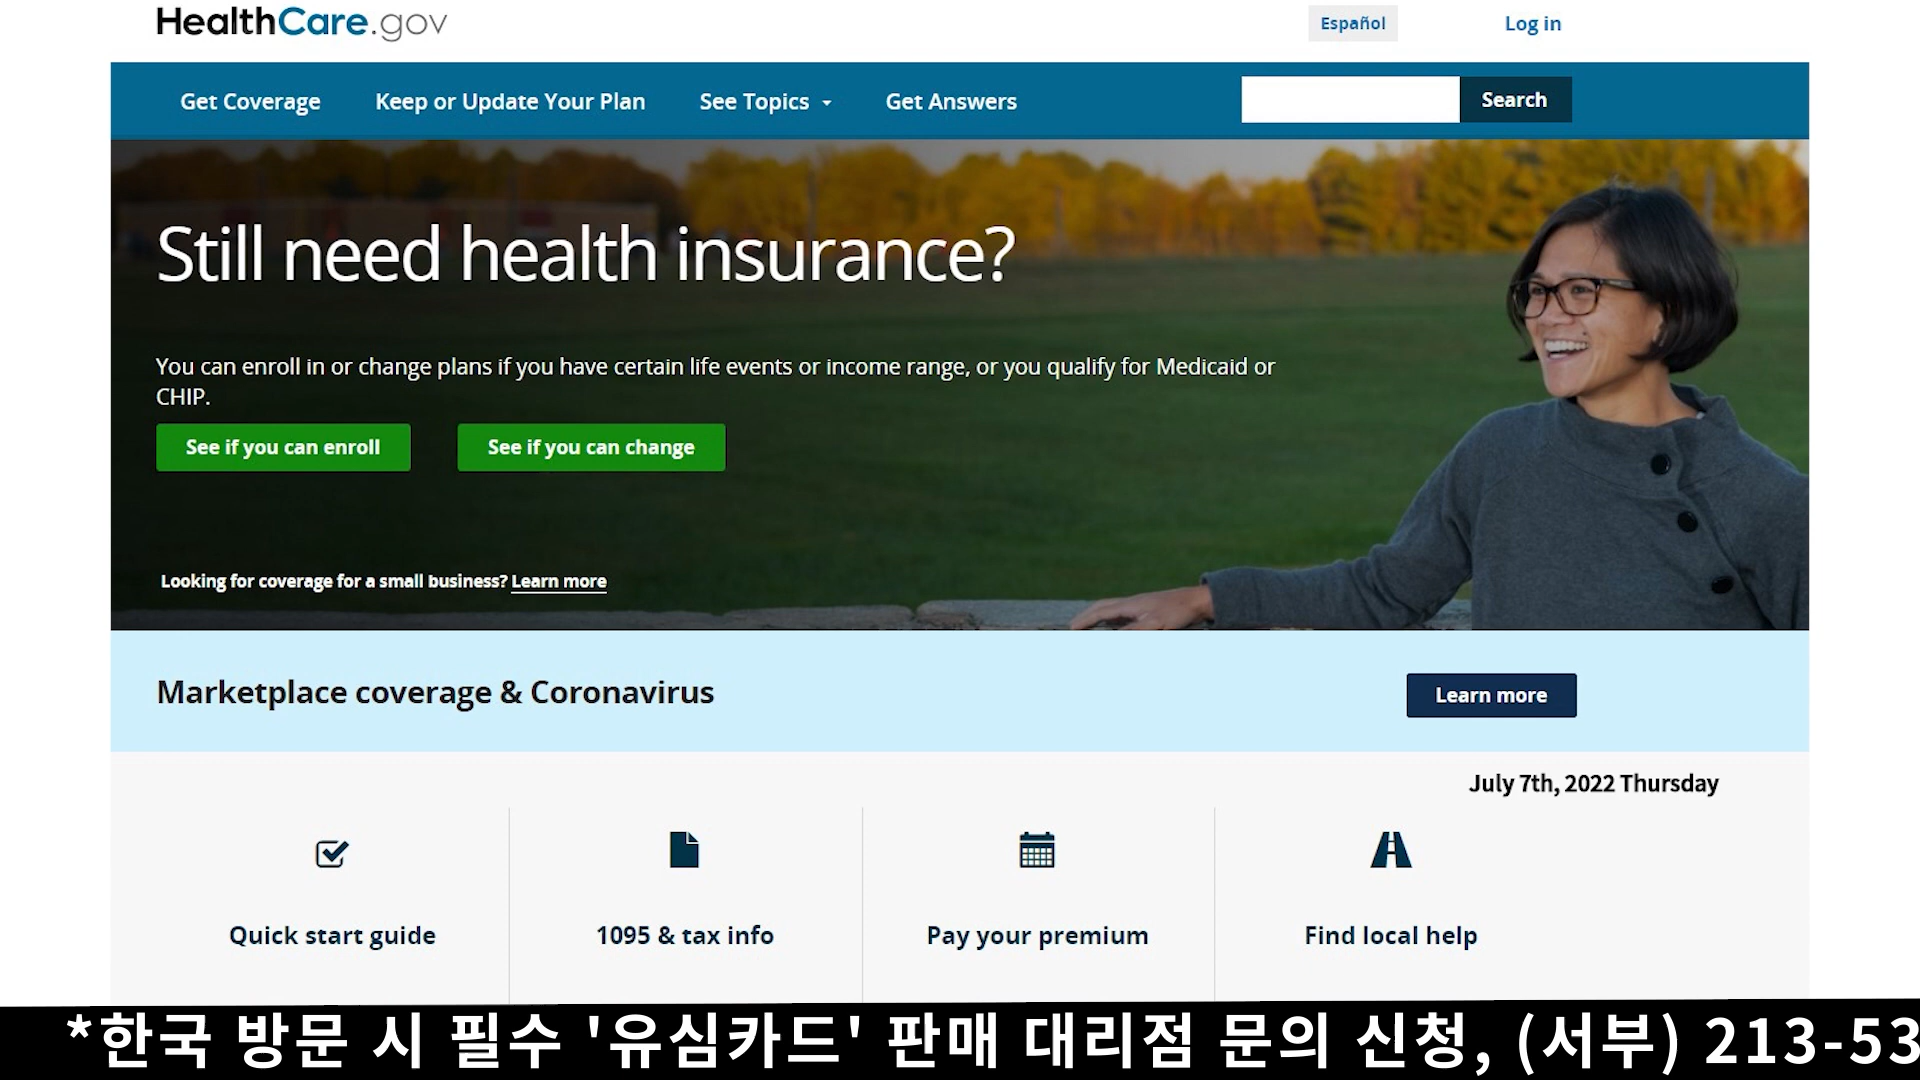 HealthCare.gov
Español
Log in
Get Coverage
Keep or Update Your Plan
See Topics
Get Answers
Search
Still need health insurance?
You can enroll in or change plans if you have certain life events or income range, or you qualify for Medicaid or
CHIP.
See if you can enroll
See if you can change
Looking for coverage for a small business? Learn more
Marketplace coverage & Coronavirus
Learn more
July 7th, 2022 Thursday
Quick start guide
1095 & tax info
Pay your premium
Find local help
*한국 방문 시 필수 '유심카드' 판매 대리점 문의 신청, (서부) 213-53